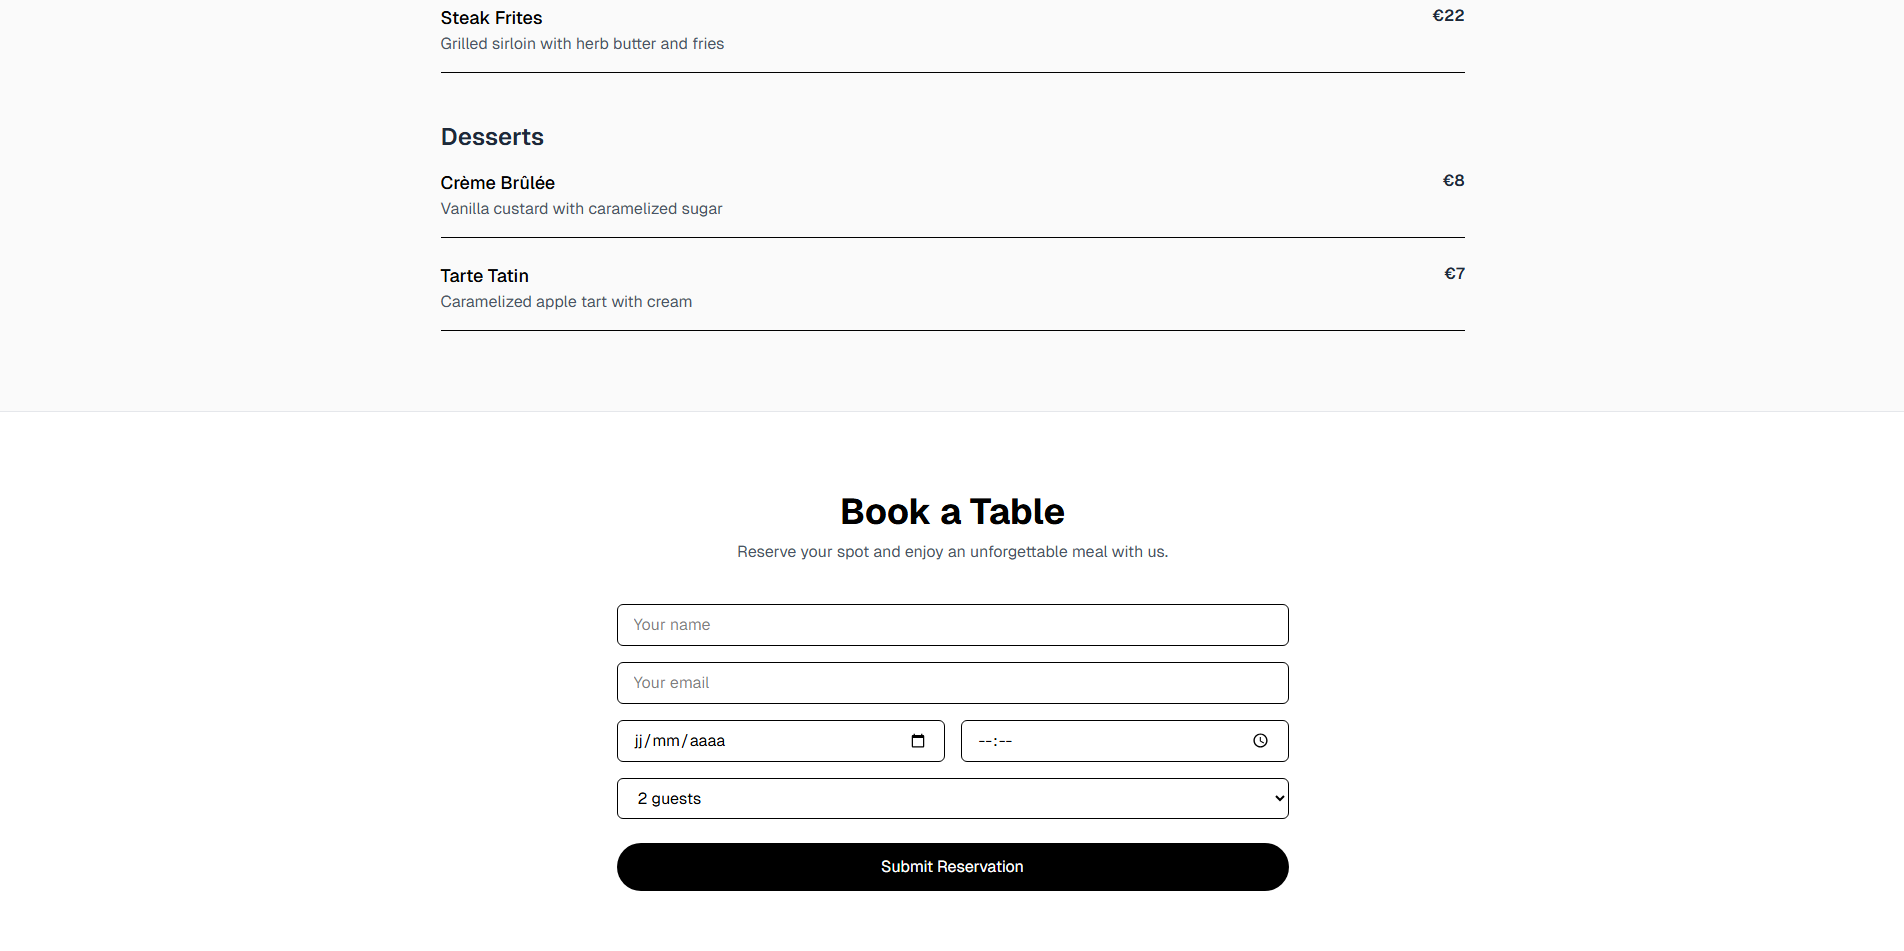 Steak Frites
€22
Grilled sirloin with herb butter and fries
Desserts
Crème Brûlée
€8
Vanilla custard with caramelized sugar
Tarte Tatin
€7
Caramelized apple tart with cream
Book a Table
Reserve your spot and enjoy an unforgettable meal with us.
Your name
Your email
jj/mm/aaaa
--:--
2 guests
Submit Reservation